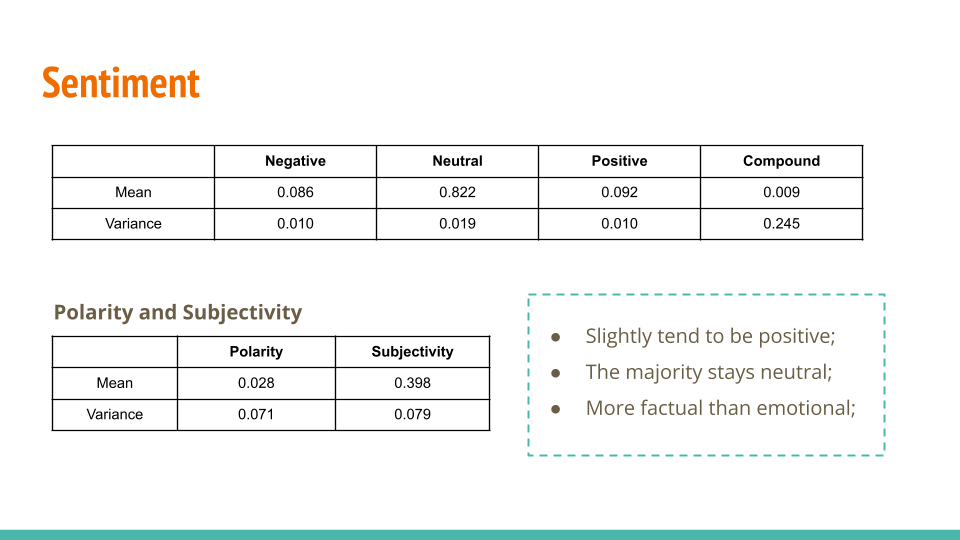 Sentiment
Negative Neutral Positive Compound
Mean 0.086 0.822 0.092 0.009
Variance 0.010 0.019 0.010 0.245
Polarity and Subjectivity
Polarity Subjectivity
Mean 0.028 0.398
Variance 0.071 0.079
● Slightly tend to be positive;
● The majority stays neutral;
● More factual than emotional;